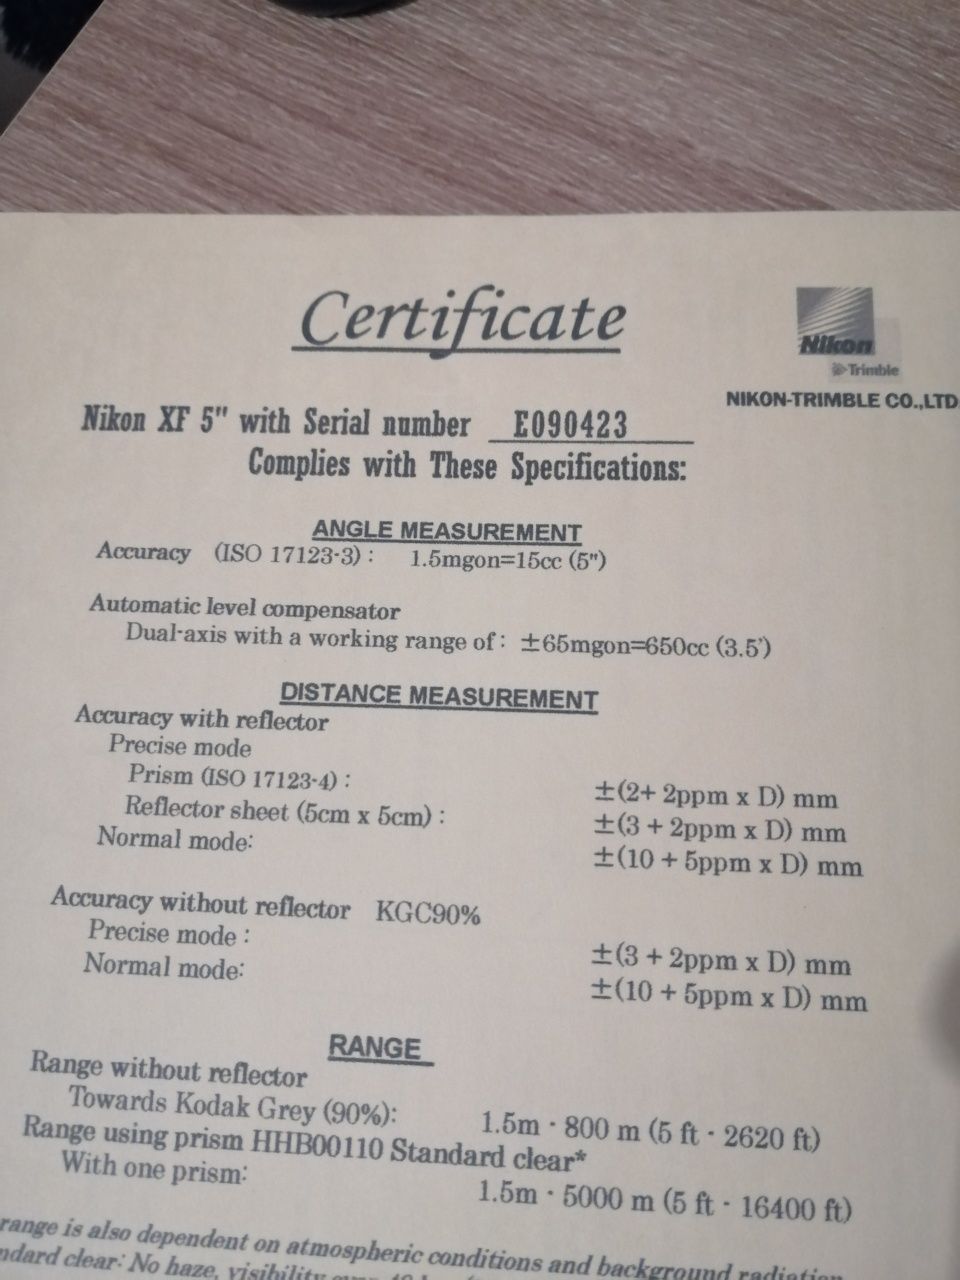 Certificate
Nikon
Trimble
NIKON-TRIMBLE CO.,LTD
Nikon XF 5" with Serial number E090423
Complies with These Specifications:
ANGLE MEASUREMENT
Accuracy (ISO 17123-3) : 1.5mgon=15cc (5")
Automatic level compensator
Dual-axis with a working range of : ±65mgon=650cc (3.5')
DISTANCE MEASUREMENT
Accuracy with reflector
Precise mode
Prism (ISO 17123-4) : ±(2+ 2ppm x D) mm
Reflector sheet (5cm x 5cm) : ±(3 + 2ppm x D) mm
Normal mode: ±(10 + 5ppm x D) mm
Accuracy without reflector KGC90%
Precise mode : ±(3 + 2ppm x D) mm
Normal mode: ±(10 + 5ppm x D) mm
RANGE
Range without reflector
Towards Kodak Grey (90%): 1.5m - 800 m (5 ft - 2620 ft)
Range using prism HHB00110 Standard clear*
With one prism: 1.5m - 5000 m (5 ft - 16400 ft)
range is also dependent on atmospheric conditions and background radiation
ndard clear: No haze, visibility over